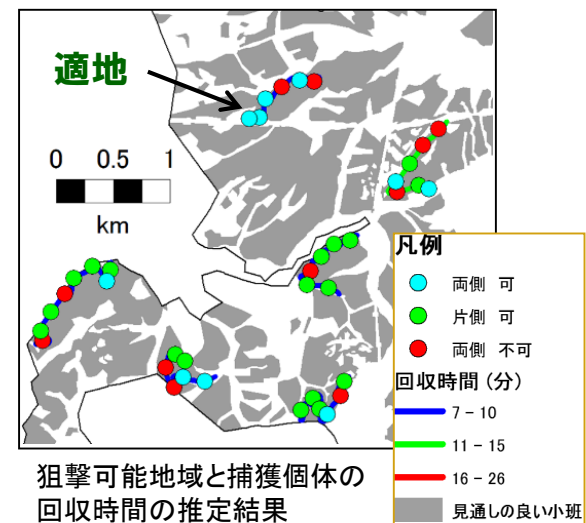 適地
0 0.5 1
km
凡例
両側 可
片側 可
両側 不可
回収時間 (分)
7 - 10
11 - 15
16 - 26
見通しの良い小班
狙撃可能地域と捕獲個体の
回収時間の推定結果